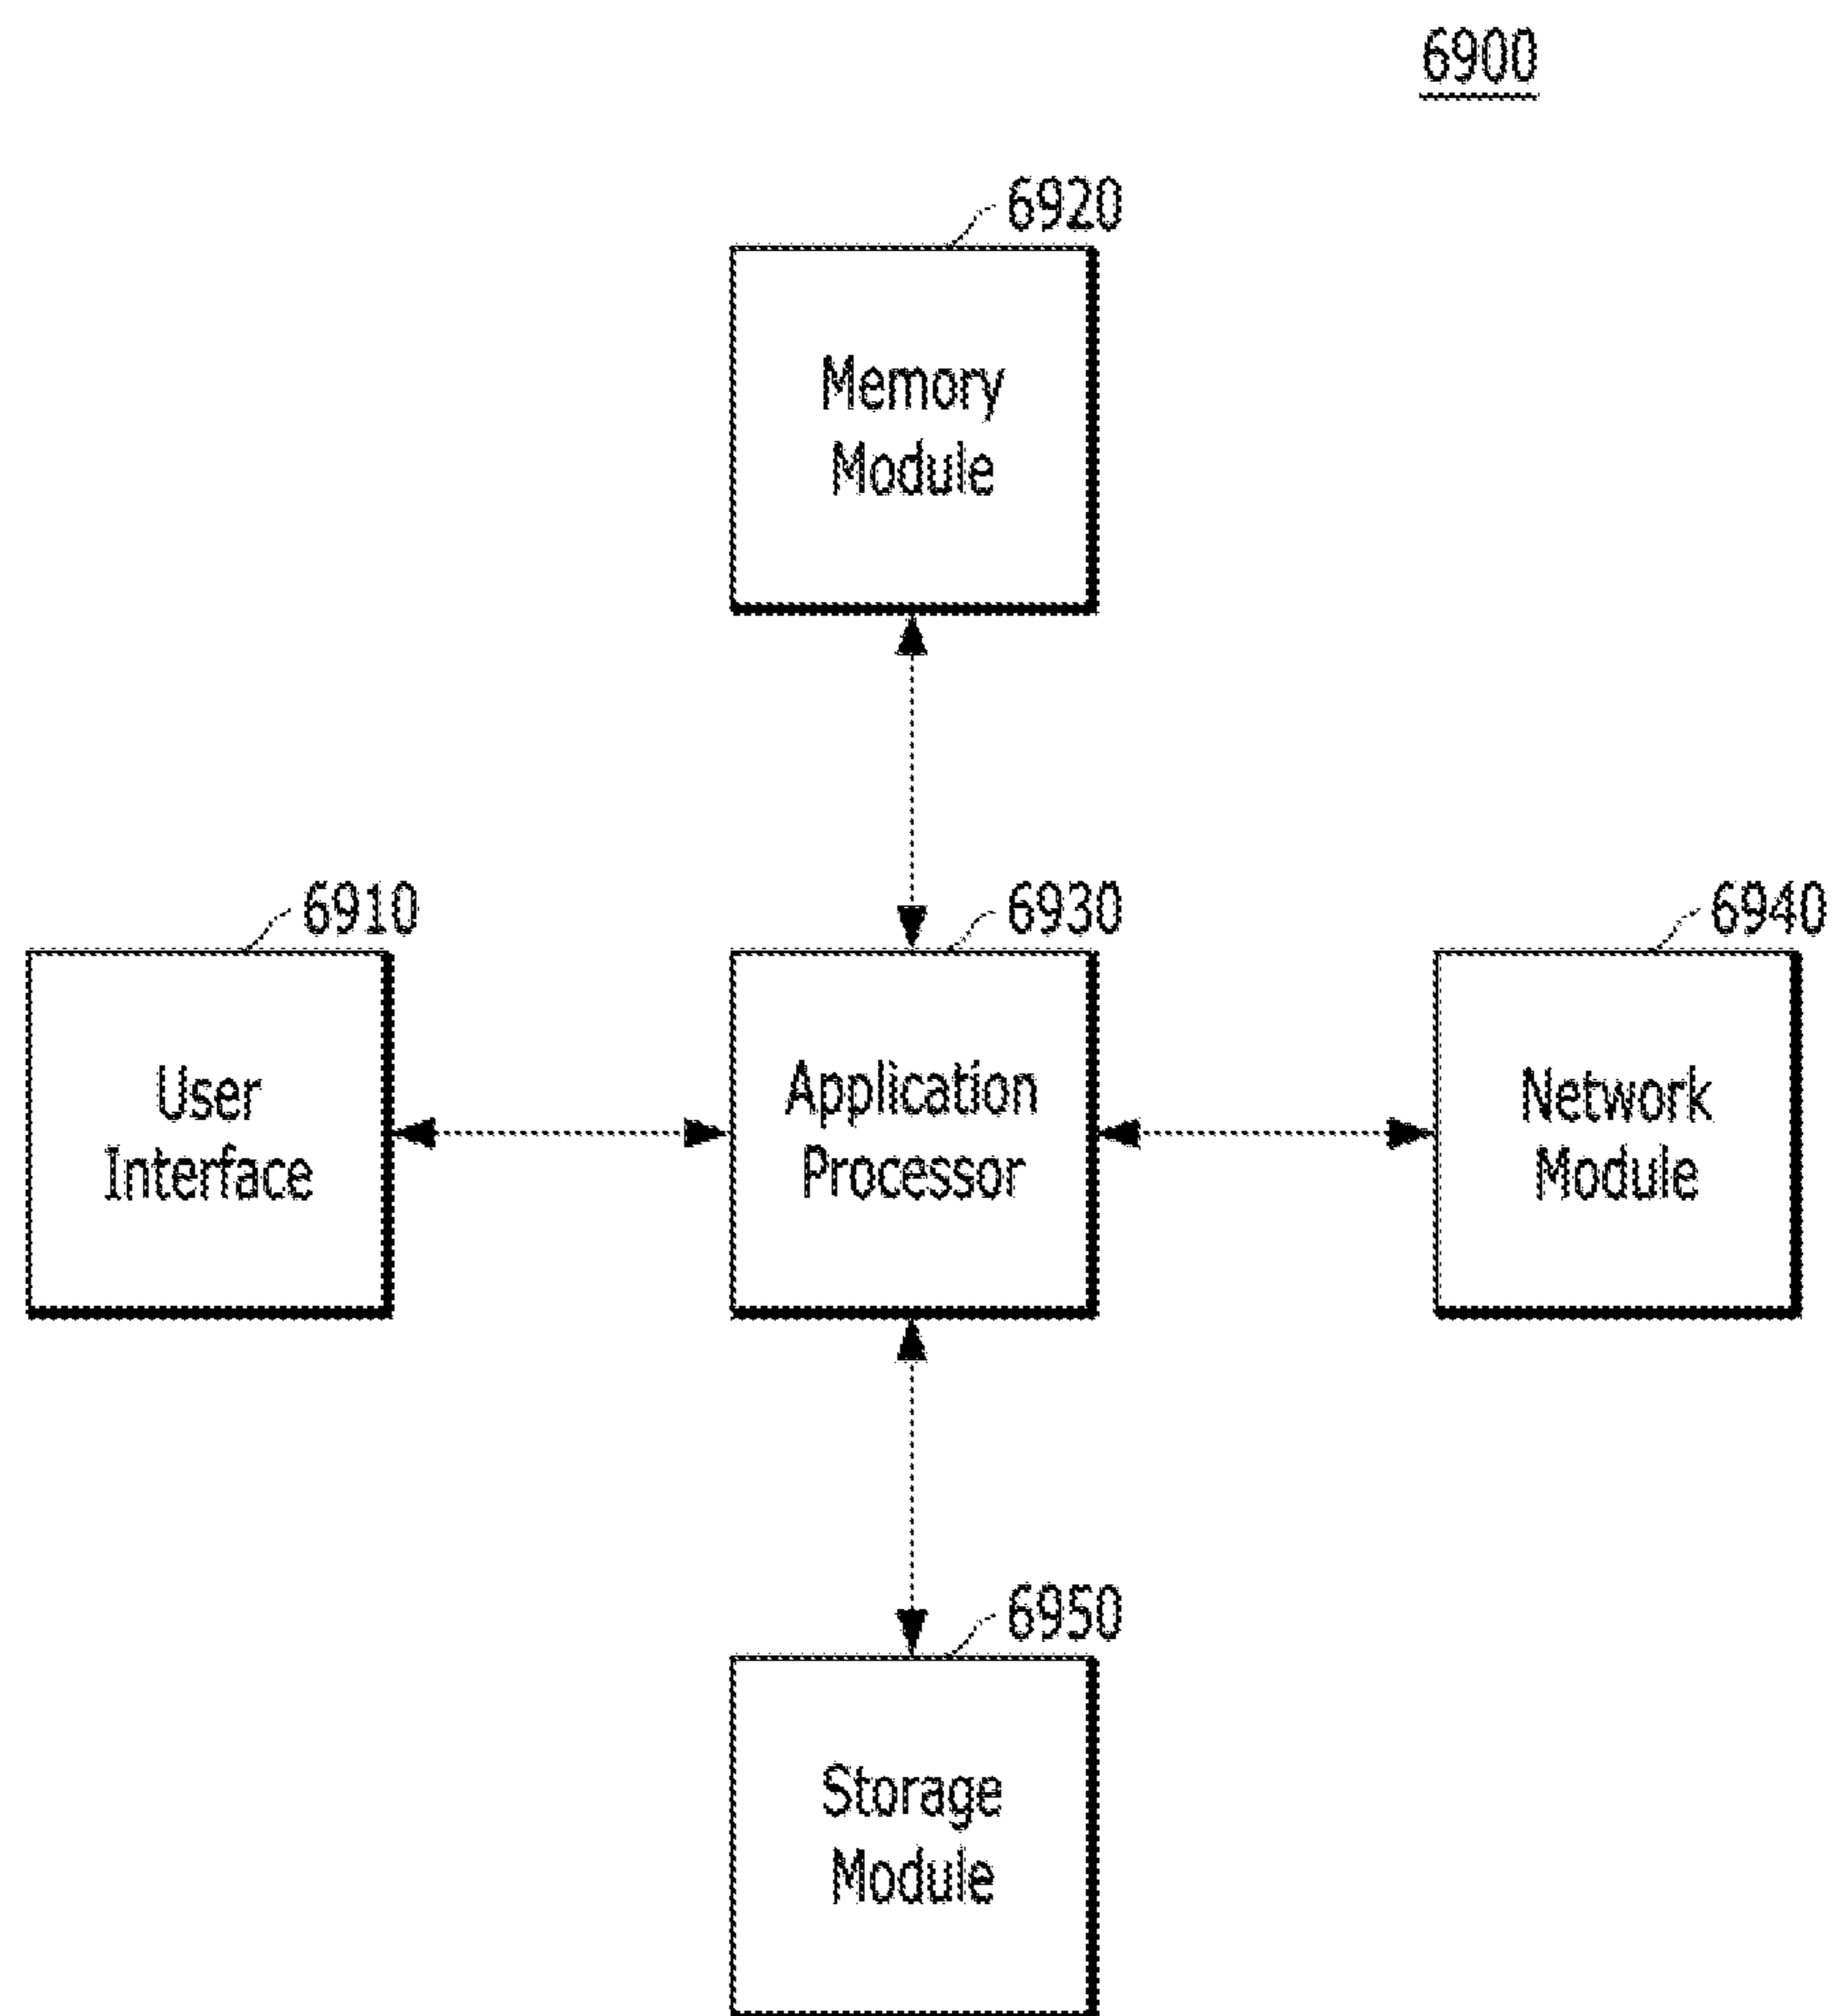 6900
6920
Memory
Module
6910
6930
6940
User
Interface
Application
Processor
Network
Module
6950
Storage
Module